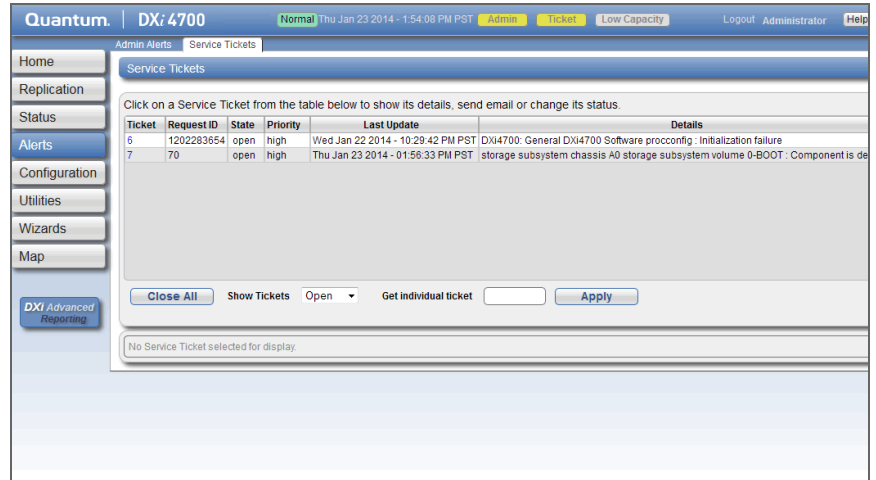 Quantum. DXi 4700 Normal Thu Jan 23 2014 - 1:54:08 PM PST Admin Ticket Low Capacity Logout Administrator Help
Admin Alerts Service Tickets
Home
Replication
Status
Alerts
Configuration
Utilities
Wizards
Map
DXi Advanced
Reporting
Service Tickets
Click on a Service Ticket from the table below to show its details, send email or change its status.
Ticket Request ID State Priority Last Update Details
6 1202283654 open high Wed Jan 22 2014 - 10:29:42 PM PST DXi4700: General DXi4700 Software procconfig : Initialization failure
7 70 open high Thu Jan 23 2014 - 01:56:33 PM PST storage subsystem chassis A0 storage subsystem volume 0-BOOT : Component is de
Close All Show Tickets Open Get individual ticket Apply
No Service Ticket selected for display.